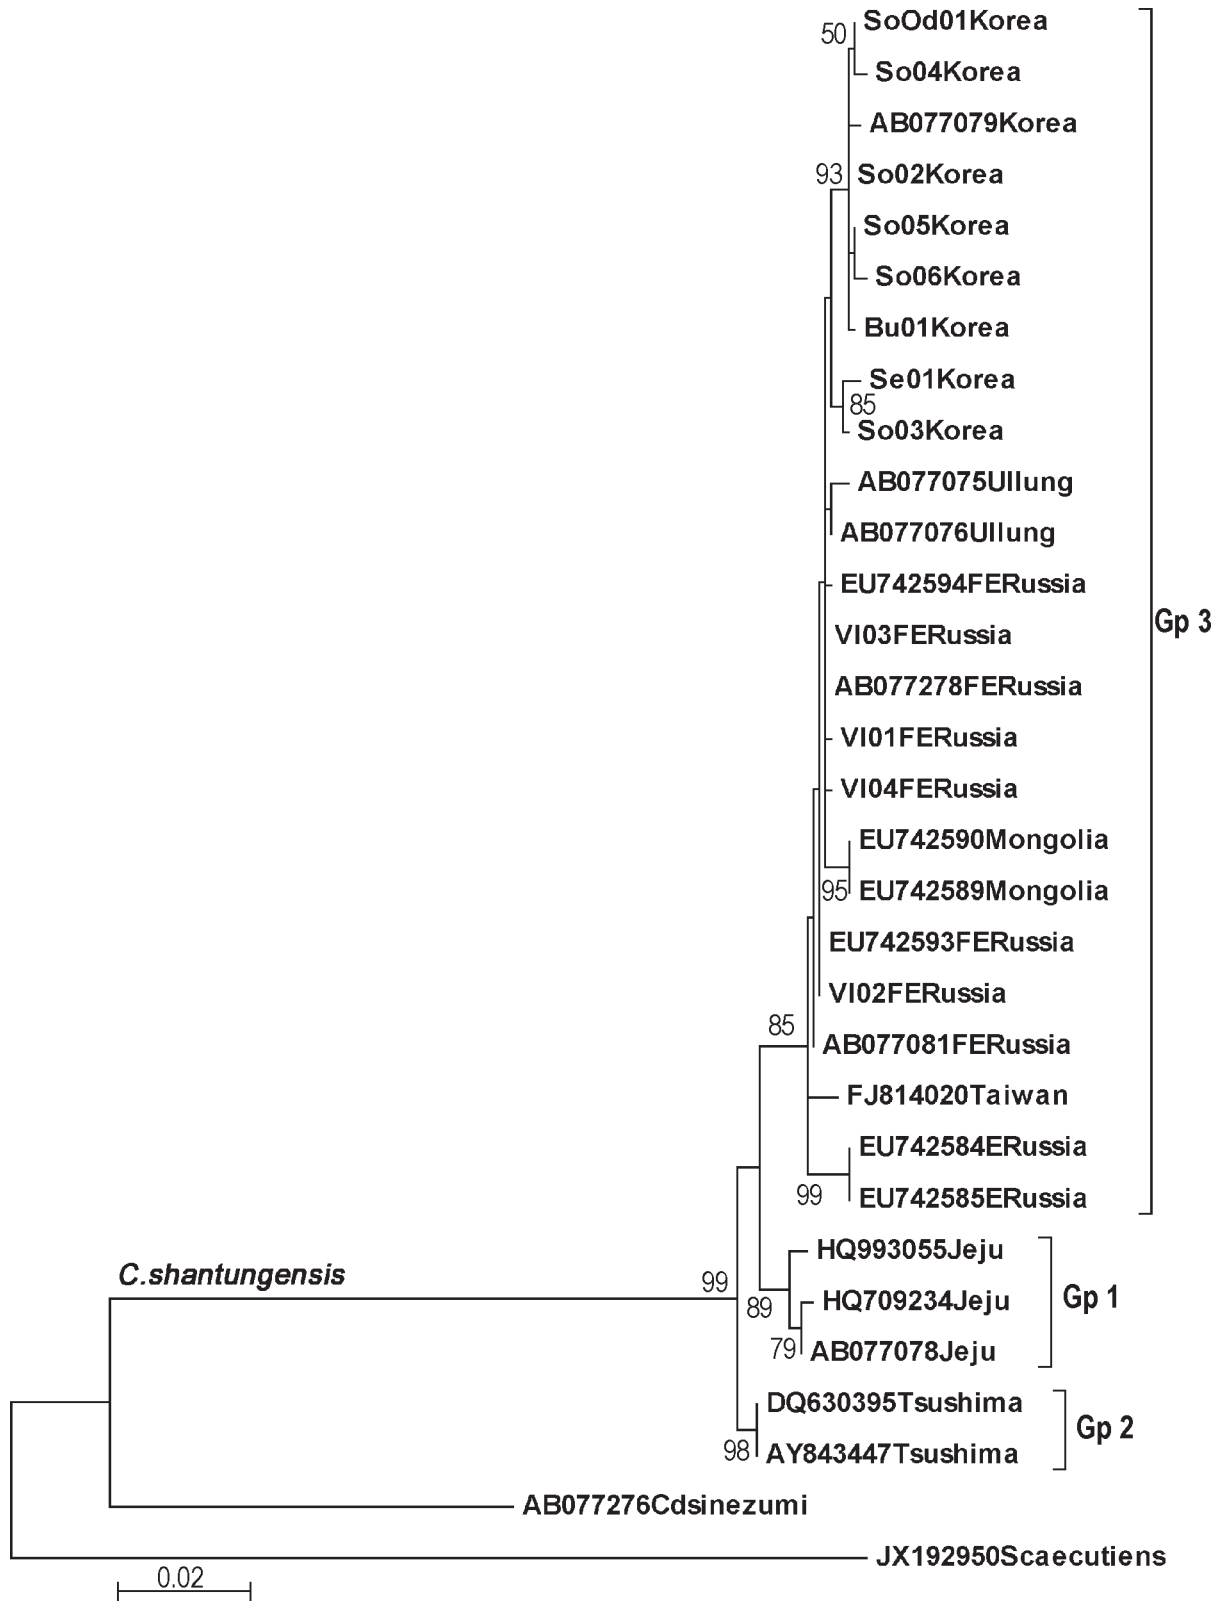 SoOd01Korea
50
So04Korea
AB077079Korea
93
So02Korea
So05Korea
So06Korea
Bu01Korea
Se01Korea
85
So03Korea
AB077075Ullung
AB077076Ullung
EU742594FERussia
Gp 3
VI03FERussia
AB077278FERussia
VI01FERussia
VI04FERussia
EU742590Mongolia
95
EU742589Mongolia
EU742593FERussia
VI02FERussia
85
AB077081FERussia
FJ814020Taiwan
EU742584ERussia
99
EU742585ERussia
HQ993055Jeju
C.shantungensis
99
89
HQ709234Jeju
Gp 1
79
AB077078Jeju
DQ630395Tsushima
Gp 2
98
AY843447Tsushima
AB077276Cdsinezumi
JX192950Scaecutiens
0.02